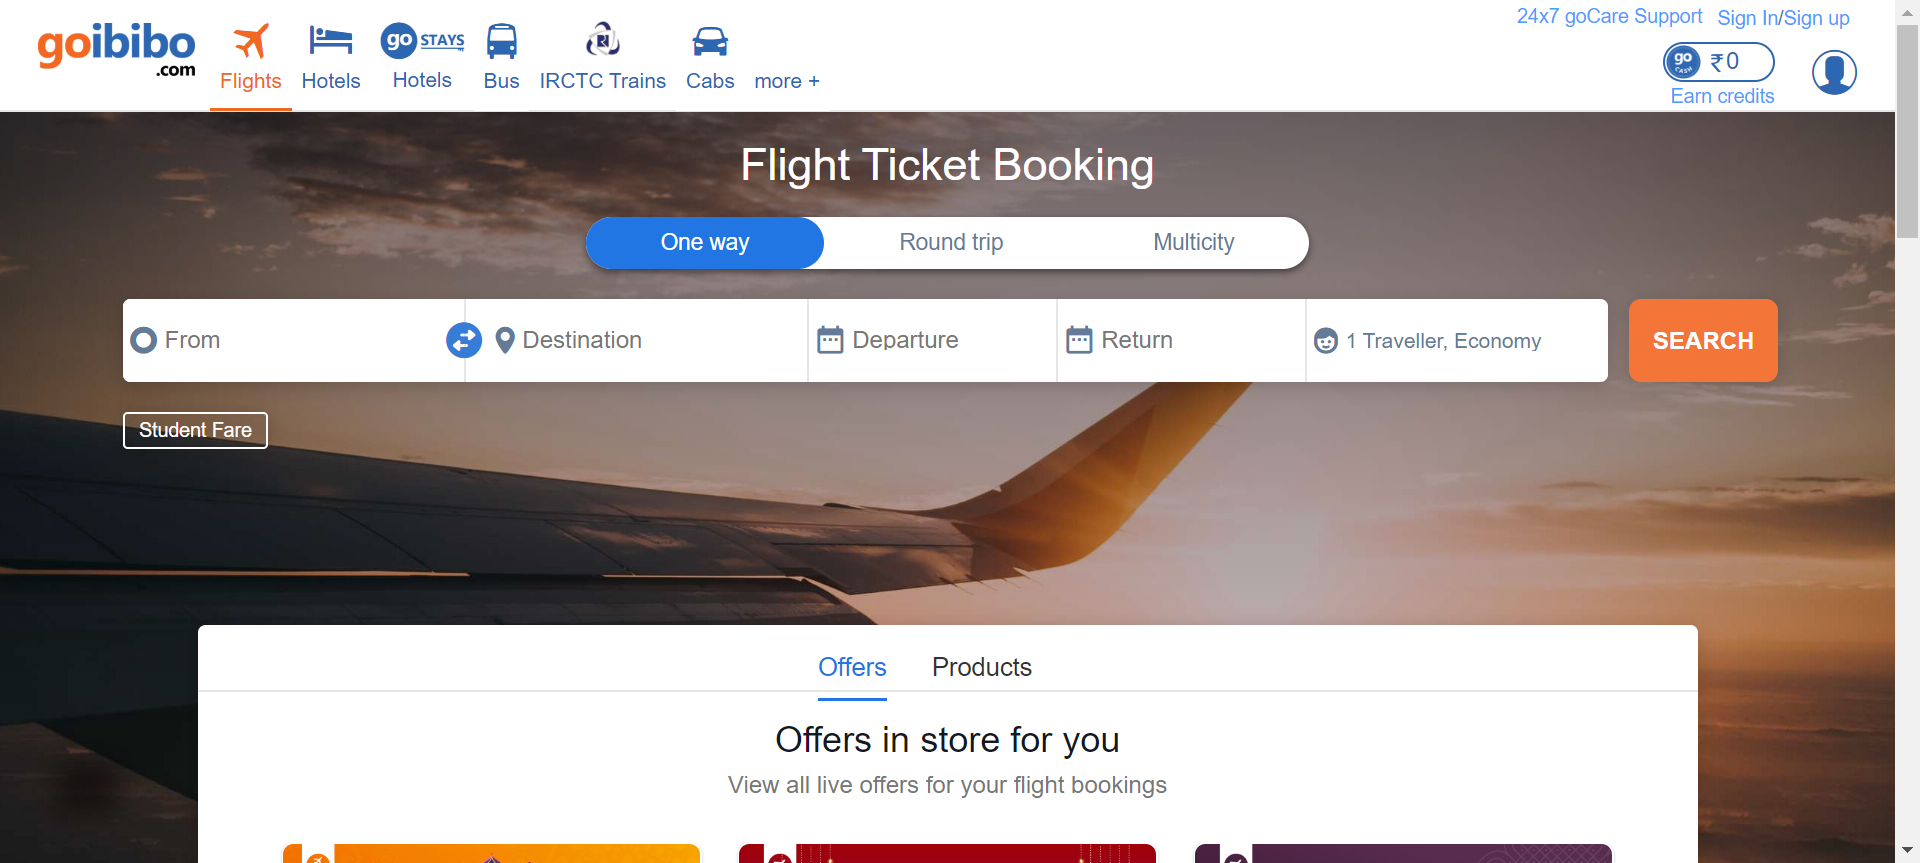 24x7 goCare Support Sign In/Sign up
goibibo
.com
Flights
Hotels
go STAYS
Hotels
Bus
IRCTC Trains
Cabs
more +
go
CASH
₹0
Earn credits
Flight Ticket Booking
One way Round trip Multicity
From Destination Departure Return 1 Traveller, Economy SEARCH
Student Fare
Offers Products
Offers in store for you
View all live offers for your flight bookings